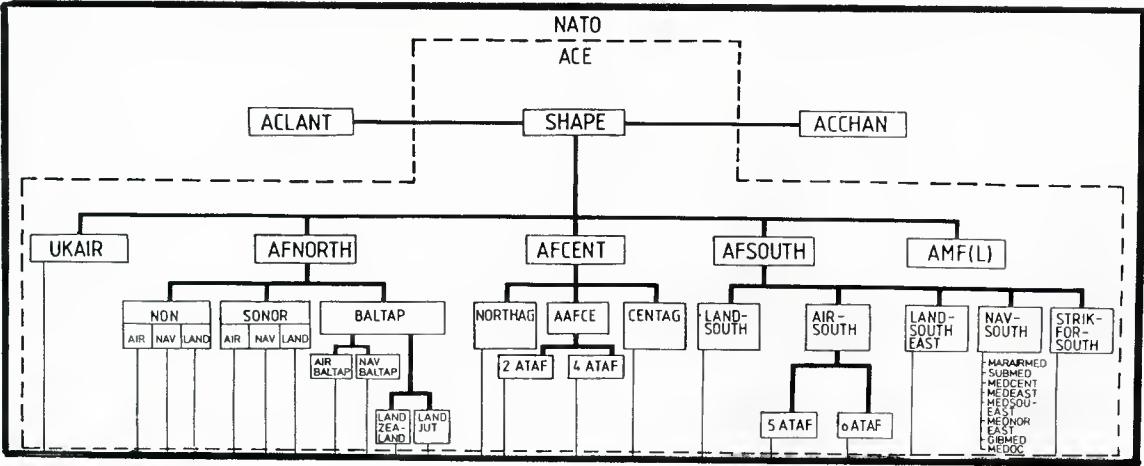 NATO
ACE
ACLANT
SHAPE
ACCHAN
UKAIR
AFNORTH
AFCENT
AFSOUTH
AMF(L)
NON
AIR NAV LAND
SONOR
AIR NAV LAND
BALTAP
AIR
BALTAP
NAV
BALTAP
LAND
ZEA-
LAND
LAND
JUT
NORTHAG
AAFCE
CENTAG
2 ATAF
4 ATAF
LAND-
SOUTH
AIR-
SOUTH
5 ATAF
6 ATAF
LAND-
SOUTH
EAST
NAV-
SOUTH
MARAIRMED
SUBMED
MEDCENT
MEDEAST
MEDSOU-
EAST
MEDNOR
EAST
GIBMED
MEDOC
STRIK-
FOR-
SOUTH